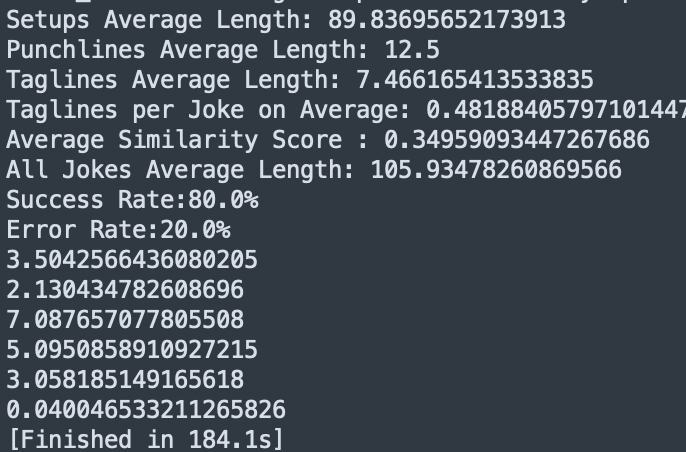 Setups Average Length: 89.83695652173913
Punchlines Average Length: 12.5
Taglines Average Length: 7.466165413533835
Taglines per Joke on Average: 0.48188405797101447
Average Similarity Score : 0.34959093447267686
All Jokes Average Length: 105.93478260869566
Success Rate:80.0%
Error Rate:20.0%
3.5042566436080205
2.130434782608696
7.087657077805508
5.0950858910927215
3.058185149165618
0.040046533211265826
[Finished in 184.1s]